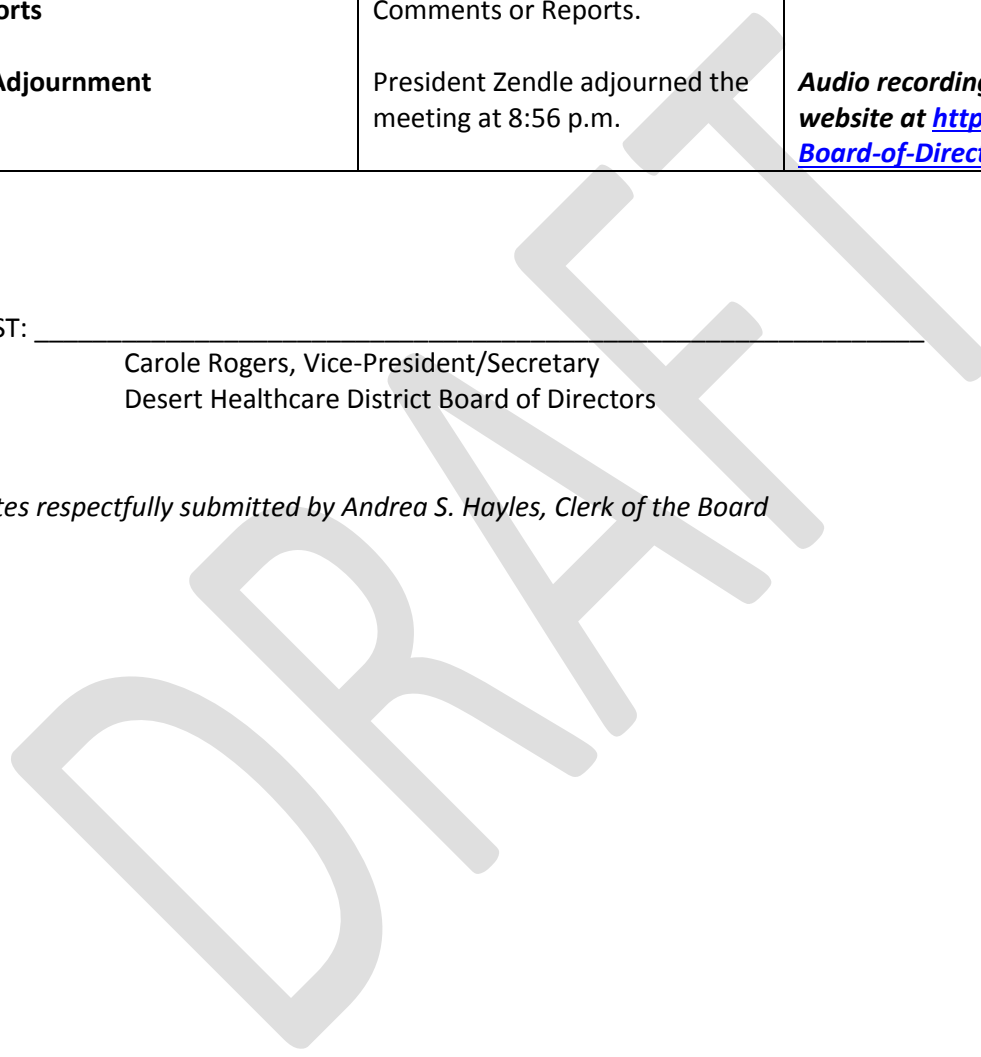 orts
Comments or Reports.
Adjournment
President Zendle adjourned the
meeting at 8:56 p.m.
Audio recording
website at http
Board-of-Direct
ST: ____________________________________________________________
Carole Rogers, Vice-President/Secretary
Desert Healthcare District Board of Directors
tes respectfully submitted by Andrea S. Hayles, Clerk of the Board
DRAFT